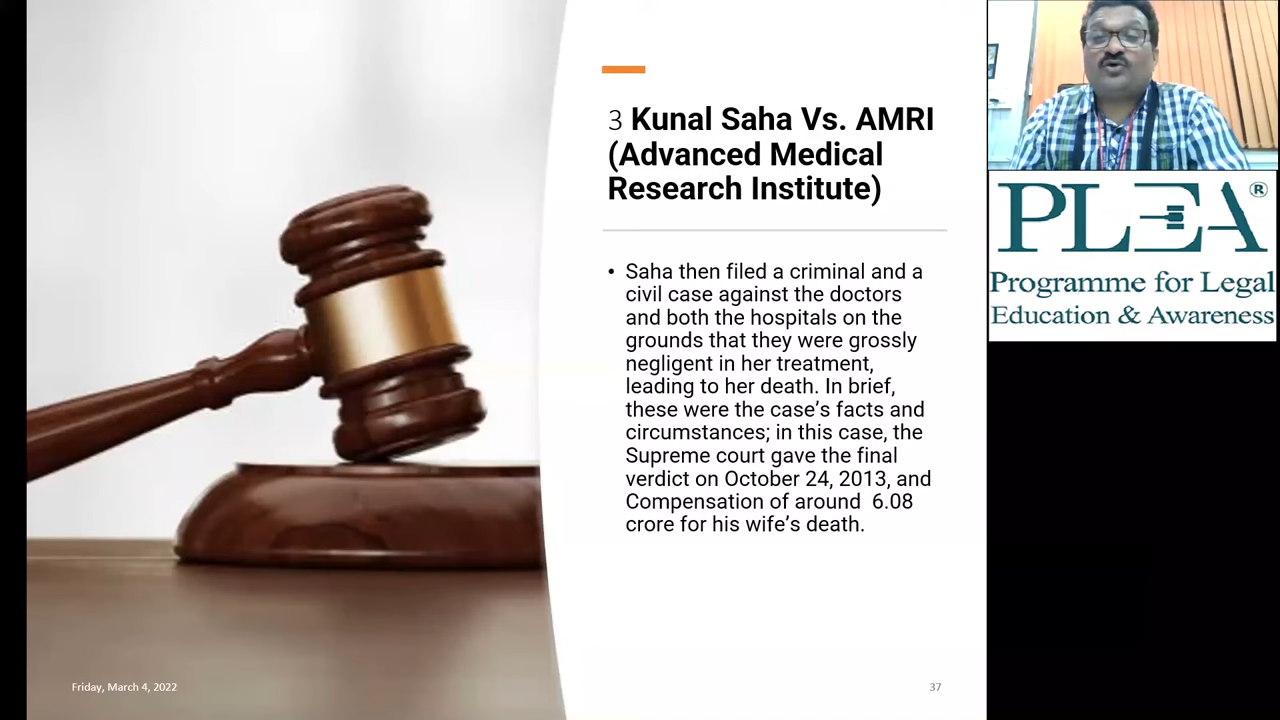 3 Kunal Saha Vs. AMRI
(Advanced Medical
Research Institute)
• Saha then filed a criminal and a
civil case against the doctors
and both the hospitals on the
grounds that they were grossly
negligent in her treatment,
leading to her death. In brief,
these were the case’s facts and
circumstances; in this case, the
Supreme court gave the final
verdict on October 24, 2013, and
Compensation of around 6.08
crore for his wife’s death.
Friday, March 4, 2022
37
PLEA®
Programme for Legal
Education & Awareness